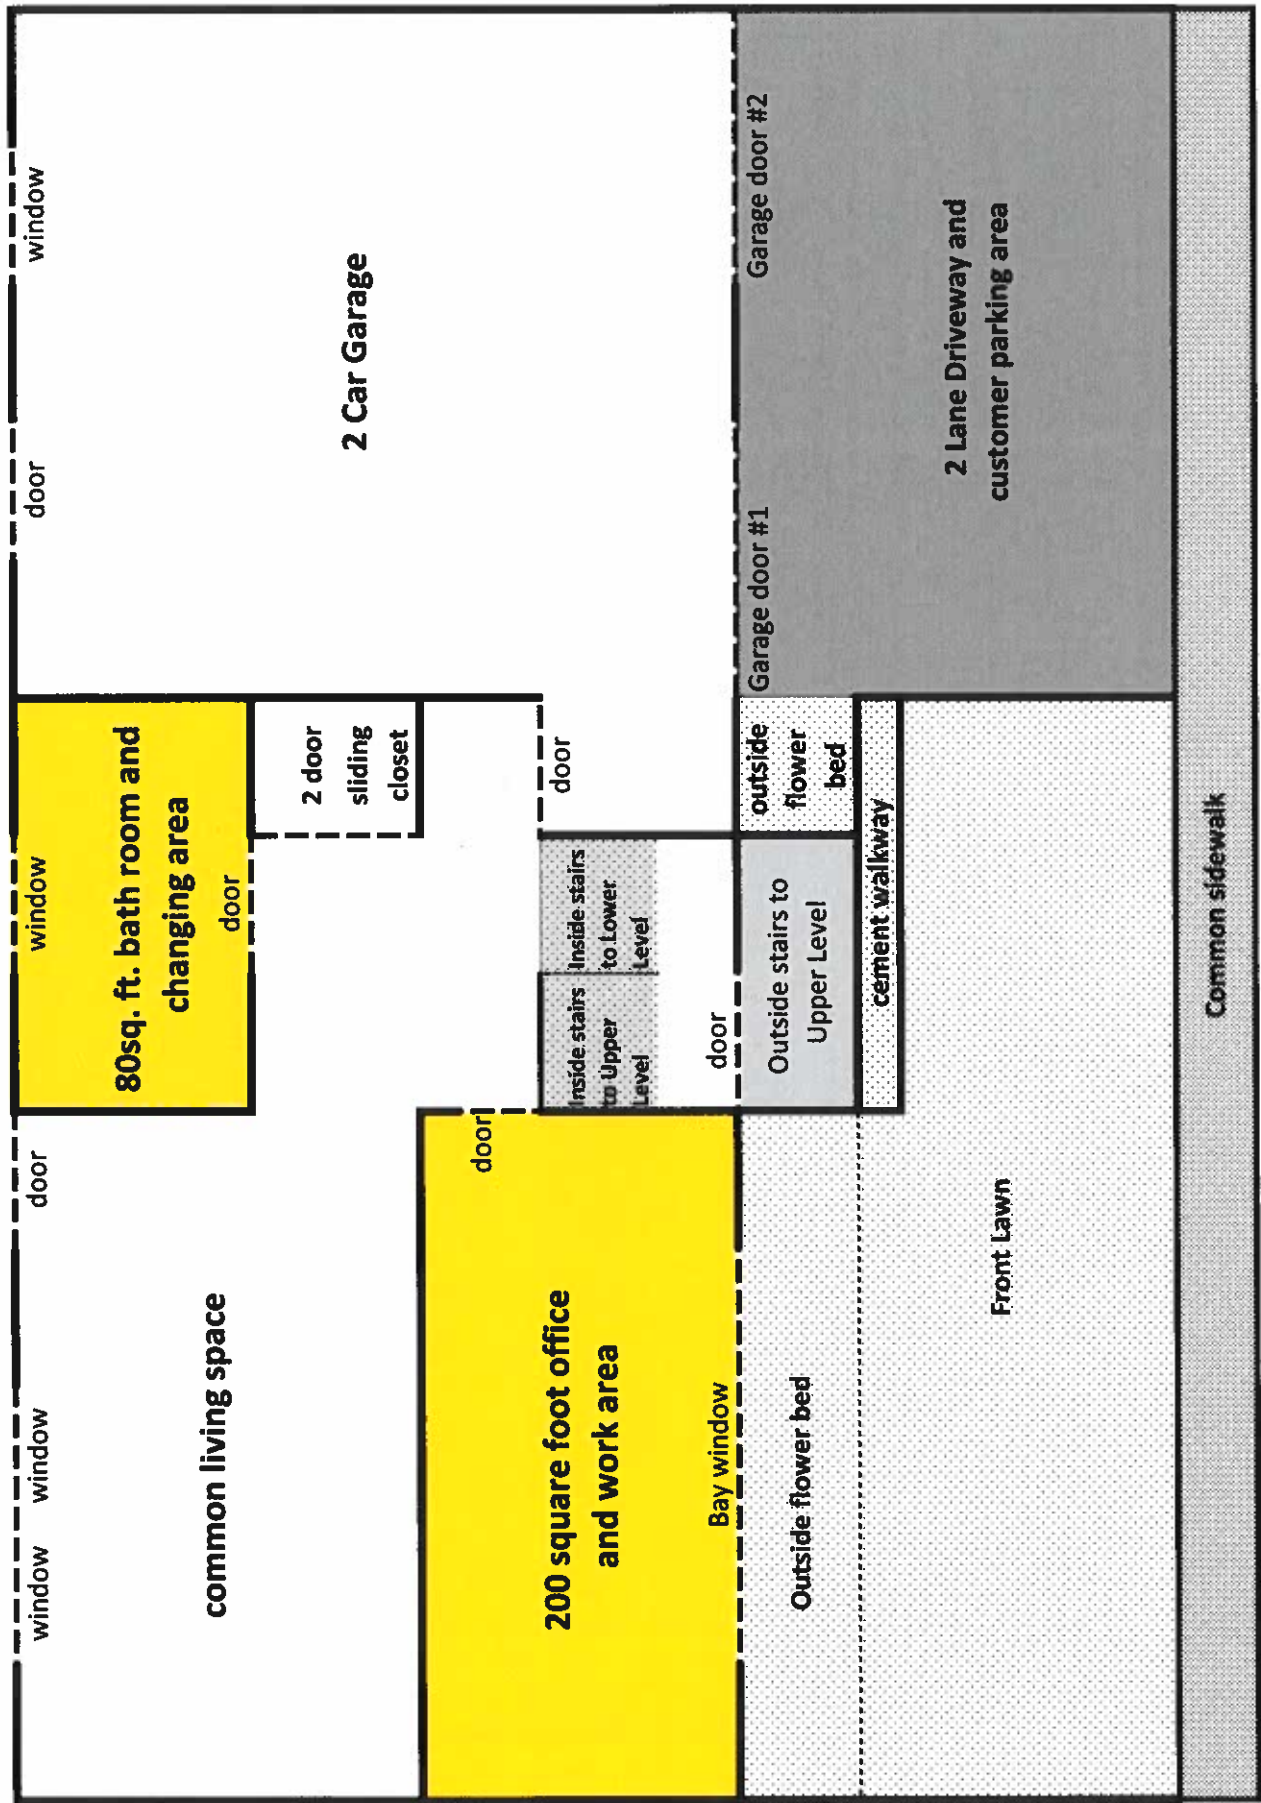 window
window
door
window
door
window
common living space
80sq. ft. bath room and
changing area
door
2 door
sliding
closet
2 Car Garage
200 square foot office
and work area
door
Inside stairs
to Upper
Level
Inside stairs
to Lower
Level
door
door
Bay window
Garage door #1
Garage door #2
Outside flower bed
Outside stairs to
Upper Level
outside
flower
bed
cement walkway
2 Lane Driveway and
customer parking area
Front Lawn
Common sidewalk